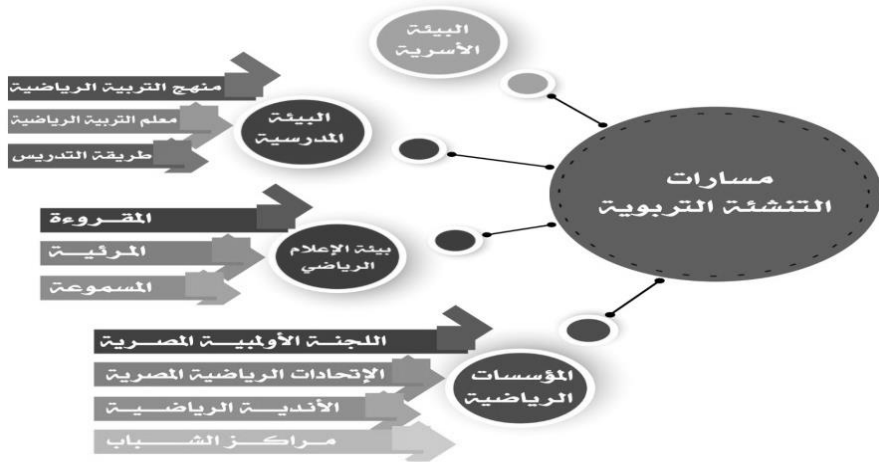 مسارات
التنشئة التربوية
البيئة
الأسرية
البيئة
المدرسية
منهج التربية الرياضية
معلم التربية الرياضية
طريقة التدريس
بيئة الإعلام
الرياضي
المقروءة
المرئية
المسموعة
المؤسسات
الرياضية
اللجنة الأولمبية المصرية
الإتحادات الرياضية المصرية
الأندية الرياضية
مراكز الشباب